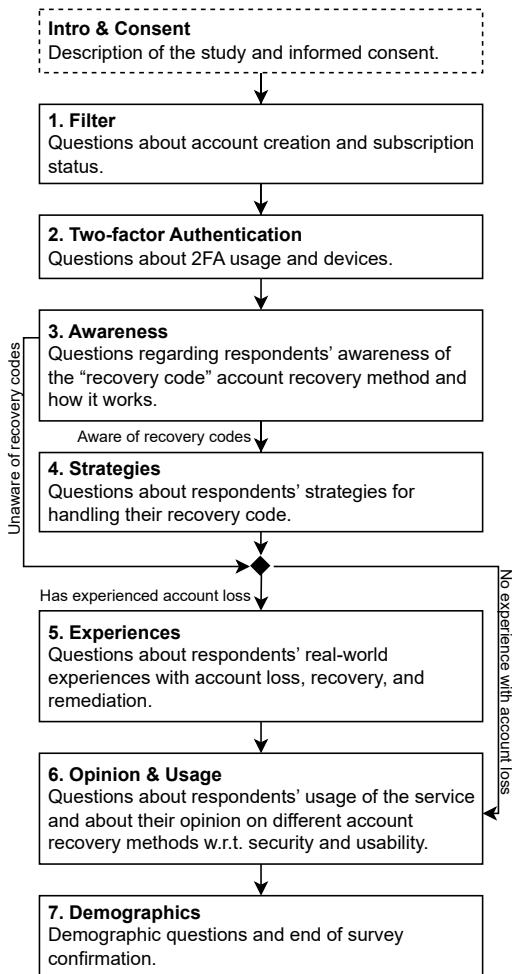 Intro & Consent
Description of the study and informed consent.
1. Filter
Questions about account creation and subscription
status.
2. Two-factor Authentication
Questions about 2FA usage and devices.
3. Awareness
Questions regarding respondents’ awareness of
the “recovery code” account recovery method and
how it works.
Unaware of recovery codes
Aware of recovery codes
4. Strategies
Questions about respondents’ strategies for
handling their recovery code.
Has experienced account loss
No experience with account loss
5. Experiences
Questions about respondents’ real-world
experiences with account loss, recovery, and
remediation.
6. Opinion & Usage
Questions about respondents’ usage of the service
and about their opinion on different account
recovery methods w.r.t. security and usability.
7. Demographics
Demographic questions and end of survey
confirmation.